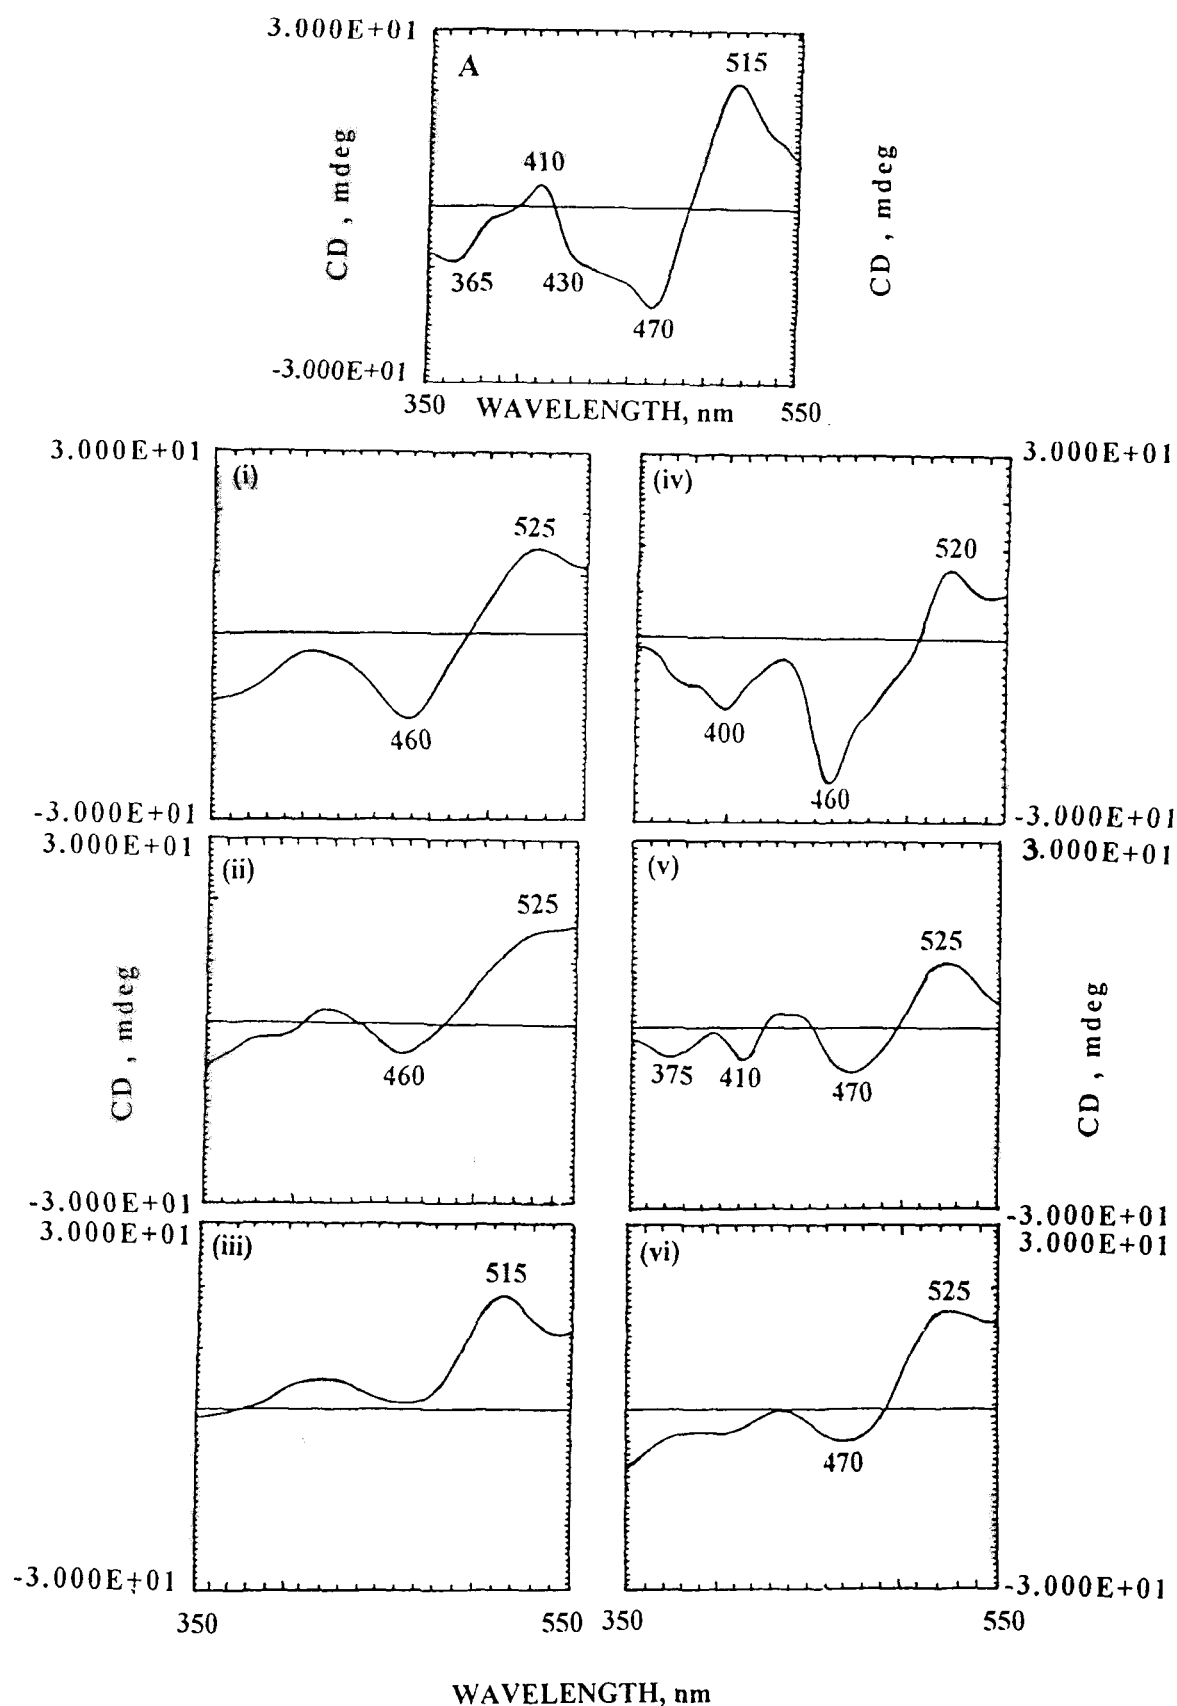 3.000E+01
A
515
410
CD , mdeg
CD , mdeg
365
430
470
-3.000E+01
350 WAVELENGTH, nm 550
3.000E+01
(i)
525
460
-3.000E+01
(iv)
3.000E+01
520
400
460
-3.000E+01
3.000E+01
(ii)
525
460
CD , mdeg
-3.000E+01
(v)
3.000E+01
525
375
410
470
CD , mdeg
-3.000E+01
3.000E+01
(iii)
515
-3.000E+01
350
550
(vi)
3.000E+01
525
470
-3.000E+01
350
550
WAVELENGTH, nm